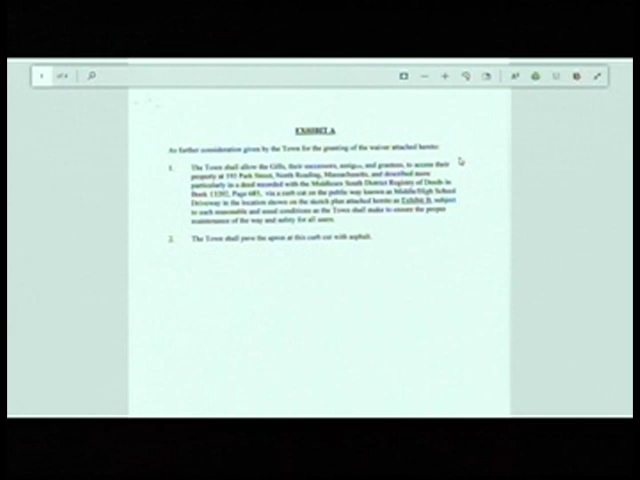 EXHIBIT A
As further consideration given by the Town for the granting of the waiver attached hereto:
1. The Town shall allow the Gills, their successors, assigns, and grantees, to access their
property at 191 Park Street, North Reading, Massachusetts, and described more
particularly in a deed recorded with the Middlesex South District Registry of Deeds in
Book 13202, Page 685, via a curb cut on the public way known as Middle/High School
Driveway in the location shown on the sketch plan attached hereto as Exhibit B, subject
to such reasonable and usual conditions as the Town shall make to ensure the proper
maintenance of the way and safety for all users.
2. The Town shall pave the apron at this curb cut with asphalt.